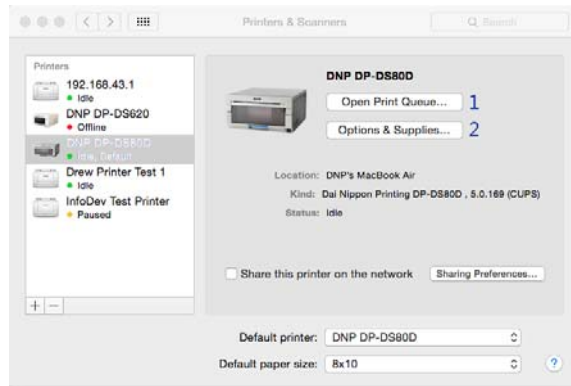 Printers & Scanners
Search
Printers
192.168.43.1
Idle
DNP DP-DS620
Offline
DNP DP-DS80D
Idle, Default
Drew Printer Test 1
Idle
InfoDev Test Printer
Paused
+ -
DNP DP-DS80D
Open Print Queue... 1
Options & Supplies... 2
Location: DNP's MacBook Air
Kind: Dai Nippon Printing DP-DS80D , 5.0.169 (CUPS)
Status: Idle
Share this printer on the network
Sharing Preferences...
Default printer: DNP DP-DS80D
Default paper size: 8x10
?